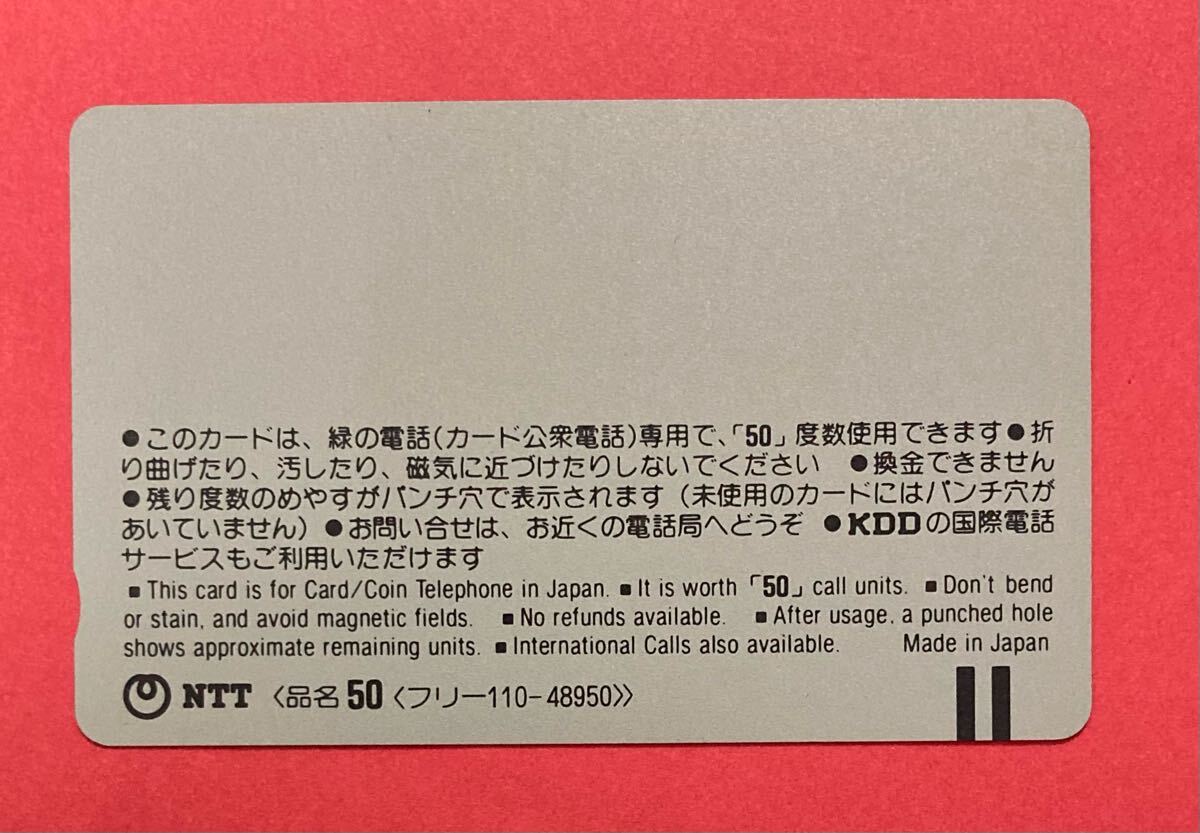 ●このカードは、緑の電話(カード公衆電話)専用で、「50」度数使用できます●折
り曲げたり、汚したり、磁気に近づけたりしないでください ●換金できません
●残り度数のめやすがパンチ穴で表示されます(未使用のカードにはパンチ穴が
あいていません)●お問い合せは、お近くの電話局へどうぞ ●KDDの国際電話
サービスもご利用いただけます
■ This card is for Card/Coin Telephone in Japan. ■ It is worth「50」call units. ■ Don't bend
or stain, and avoid magnetic fields. ■ No refunds available. ■ After usage, a punched hole
shows approximate remaining units. ■ International Calls also available. Made in Japan
NTT 〈品名50〈フリー110-48950〉〉